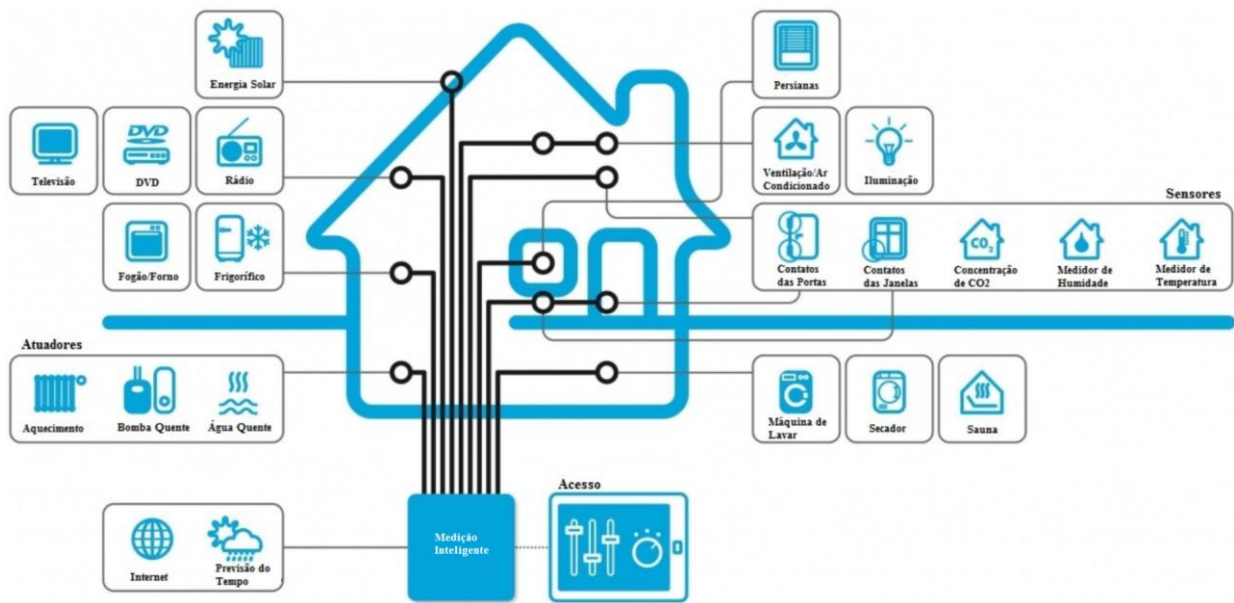 Energia Solar
Persianas
Televisão
DVD
DVD
Rádio
Ventilação/Ar
Condicionado
Iluminação
Sensores
Fogão/Forno
Frigorífico
Contatos
das Portas
Contatos
das Janelas
CO2
Concentração
de CO2
Medidor de
Humidade
Medidor de
Temperatura
Atuadores
Aquecimento
Bomba Quente
Água Quente
Máquina de
Lavar
Secador
Sauna
Acesso
Medição
Inteligente
Internet
Previsão do
Tempo